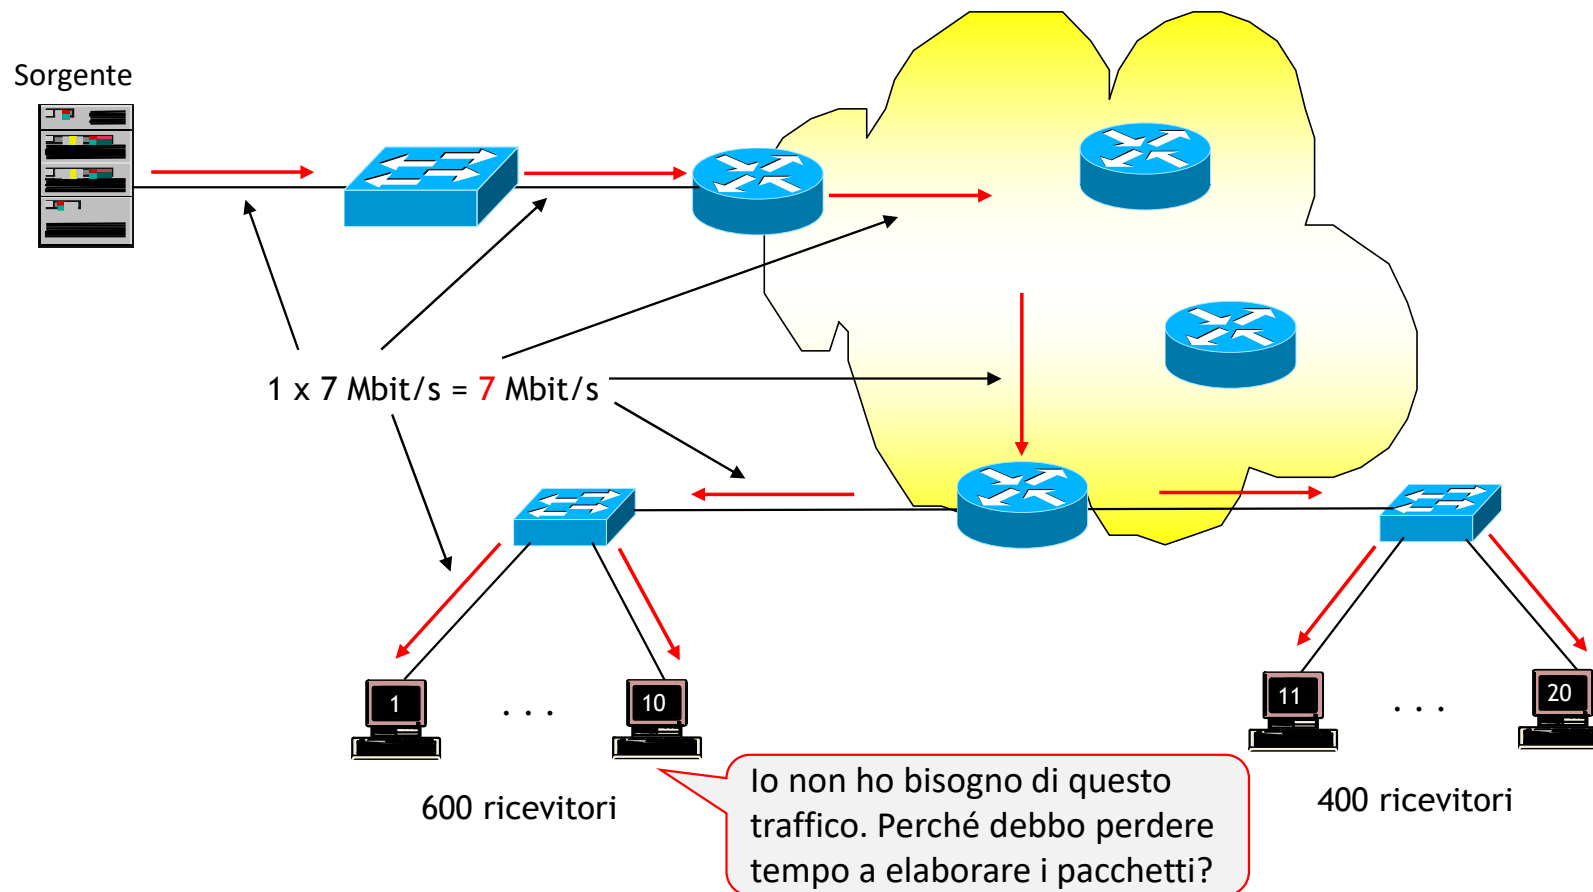 Sorgente
1 x 7 Mbit/s = 7 Mbit/s
1
. . .
10
11
. . .
20
600 ricevitori
Io non ho bisogno di questo
traffico. Perché debbo perdere
tempo a elaborare i pacchetti?
400 ricevitori